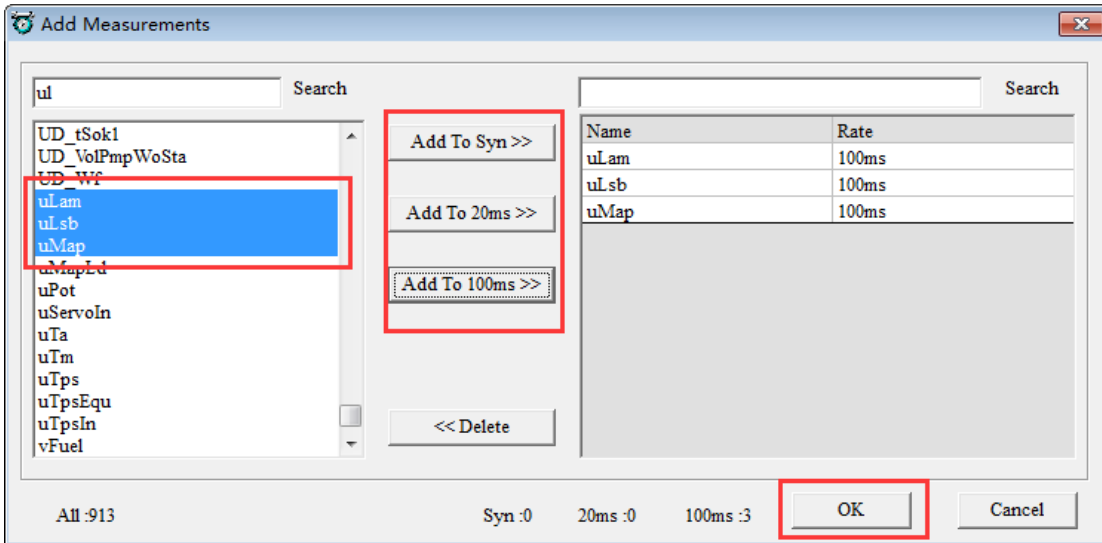 Add Measurements
ul
Search
Search
UD_tSok1
UD_VolPmpWoSta
UD_Wf
uLam
uLsb
uMap
uMapLd
uPot
uServoIn
uTa
uTm
uTps
uTpsEqu
uTpsIn
vFuel
Add To Syn >>
Add To 20ms >>
Add To 100ms >>
<< Delete
Name Rate
uLam 100ms
uLsb 100ms
uMap 100ms
All :913 Syn :0 20ms :0 100ms :3 OK Cancel